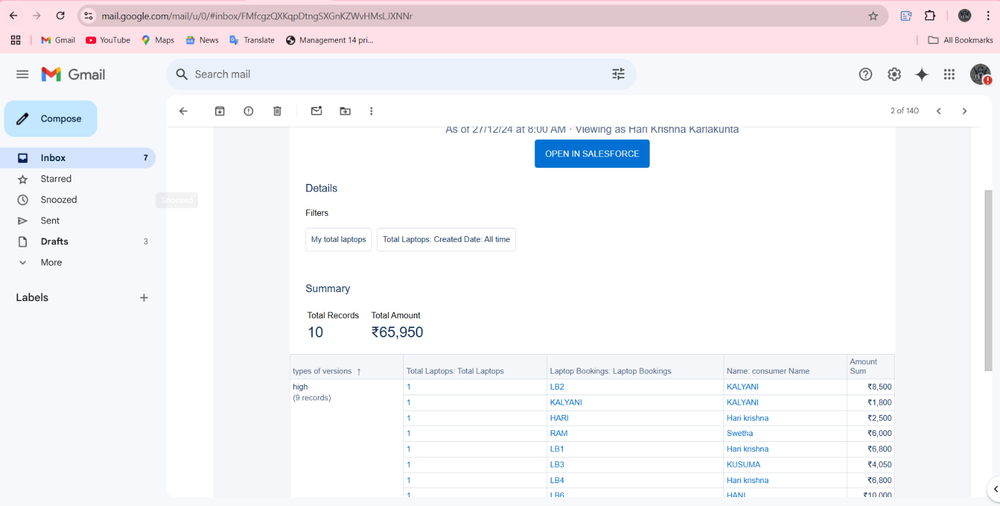 mail.google.com/mail/u/0/#inbox/FMfcgzQXKqpDtngSXGnKZWvHMsLJXNNr
Gmail YouTube Maps News Translate Management 14 pri... All Bookmarks
Gmail
Search mail
Compose
2 of 140
Inbox 7
Starred
Snoozed
Snoozed
Sent
Drafts 3
More
Labels
As of 27/12/24 at 8:00 AM · Viewing as Hari Krishna Karlakunta
OPEN IN SALESFORCE
Details
Filters
My total laptops Total Laptops: Created Date: All time
Summary
Total Records Total Amount
10 ₹65,950
types of versions ↑ Total Laptops: Total Laptops Laptop Bookings: Laptop Bookings Name: consumer Name Amount Sum
high 1 LB2 KALYANI ₹8,500
(9 records)
1 KALYANI KALYANI ₹1,800
1 HARI Hari krishna ₹2,500
1 RAM Swetha ₹6,000
1 LB1 Hari krishna ₹6,800
1 LB3 KUSUMA ₹4,050
1 LB4 Hari krishna ₹6,800
1 LB6 HANI ₹10,000